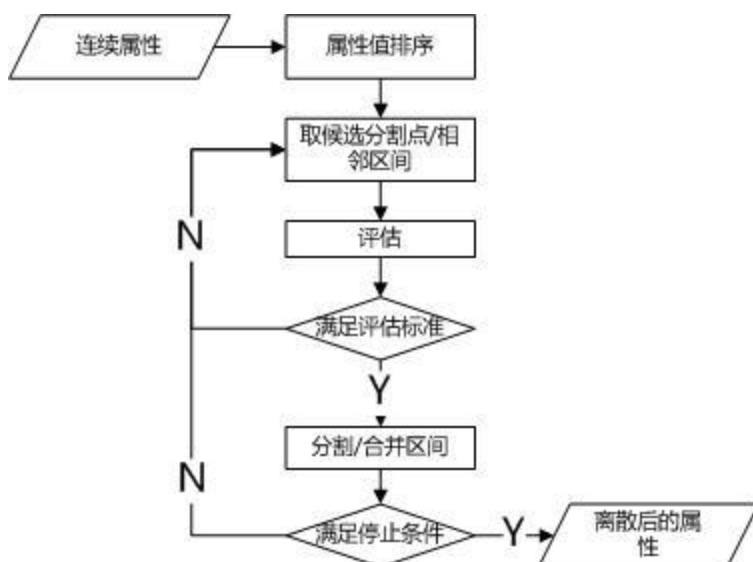 连续属性
属性值排序
取候选分割点/相
邻区间
N
评估
满足评估标准
Y
分割/合并区间
N
满足停止条件
Y
离散后的属
性